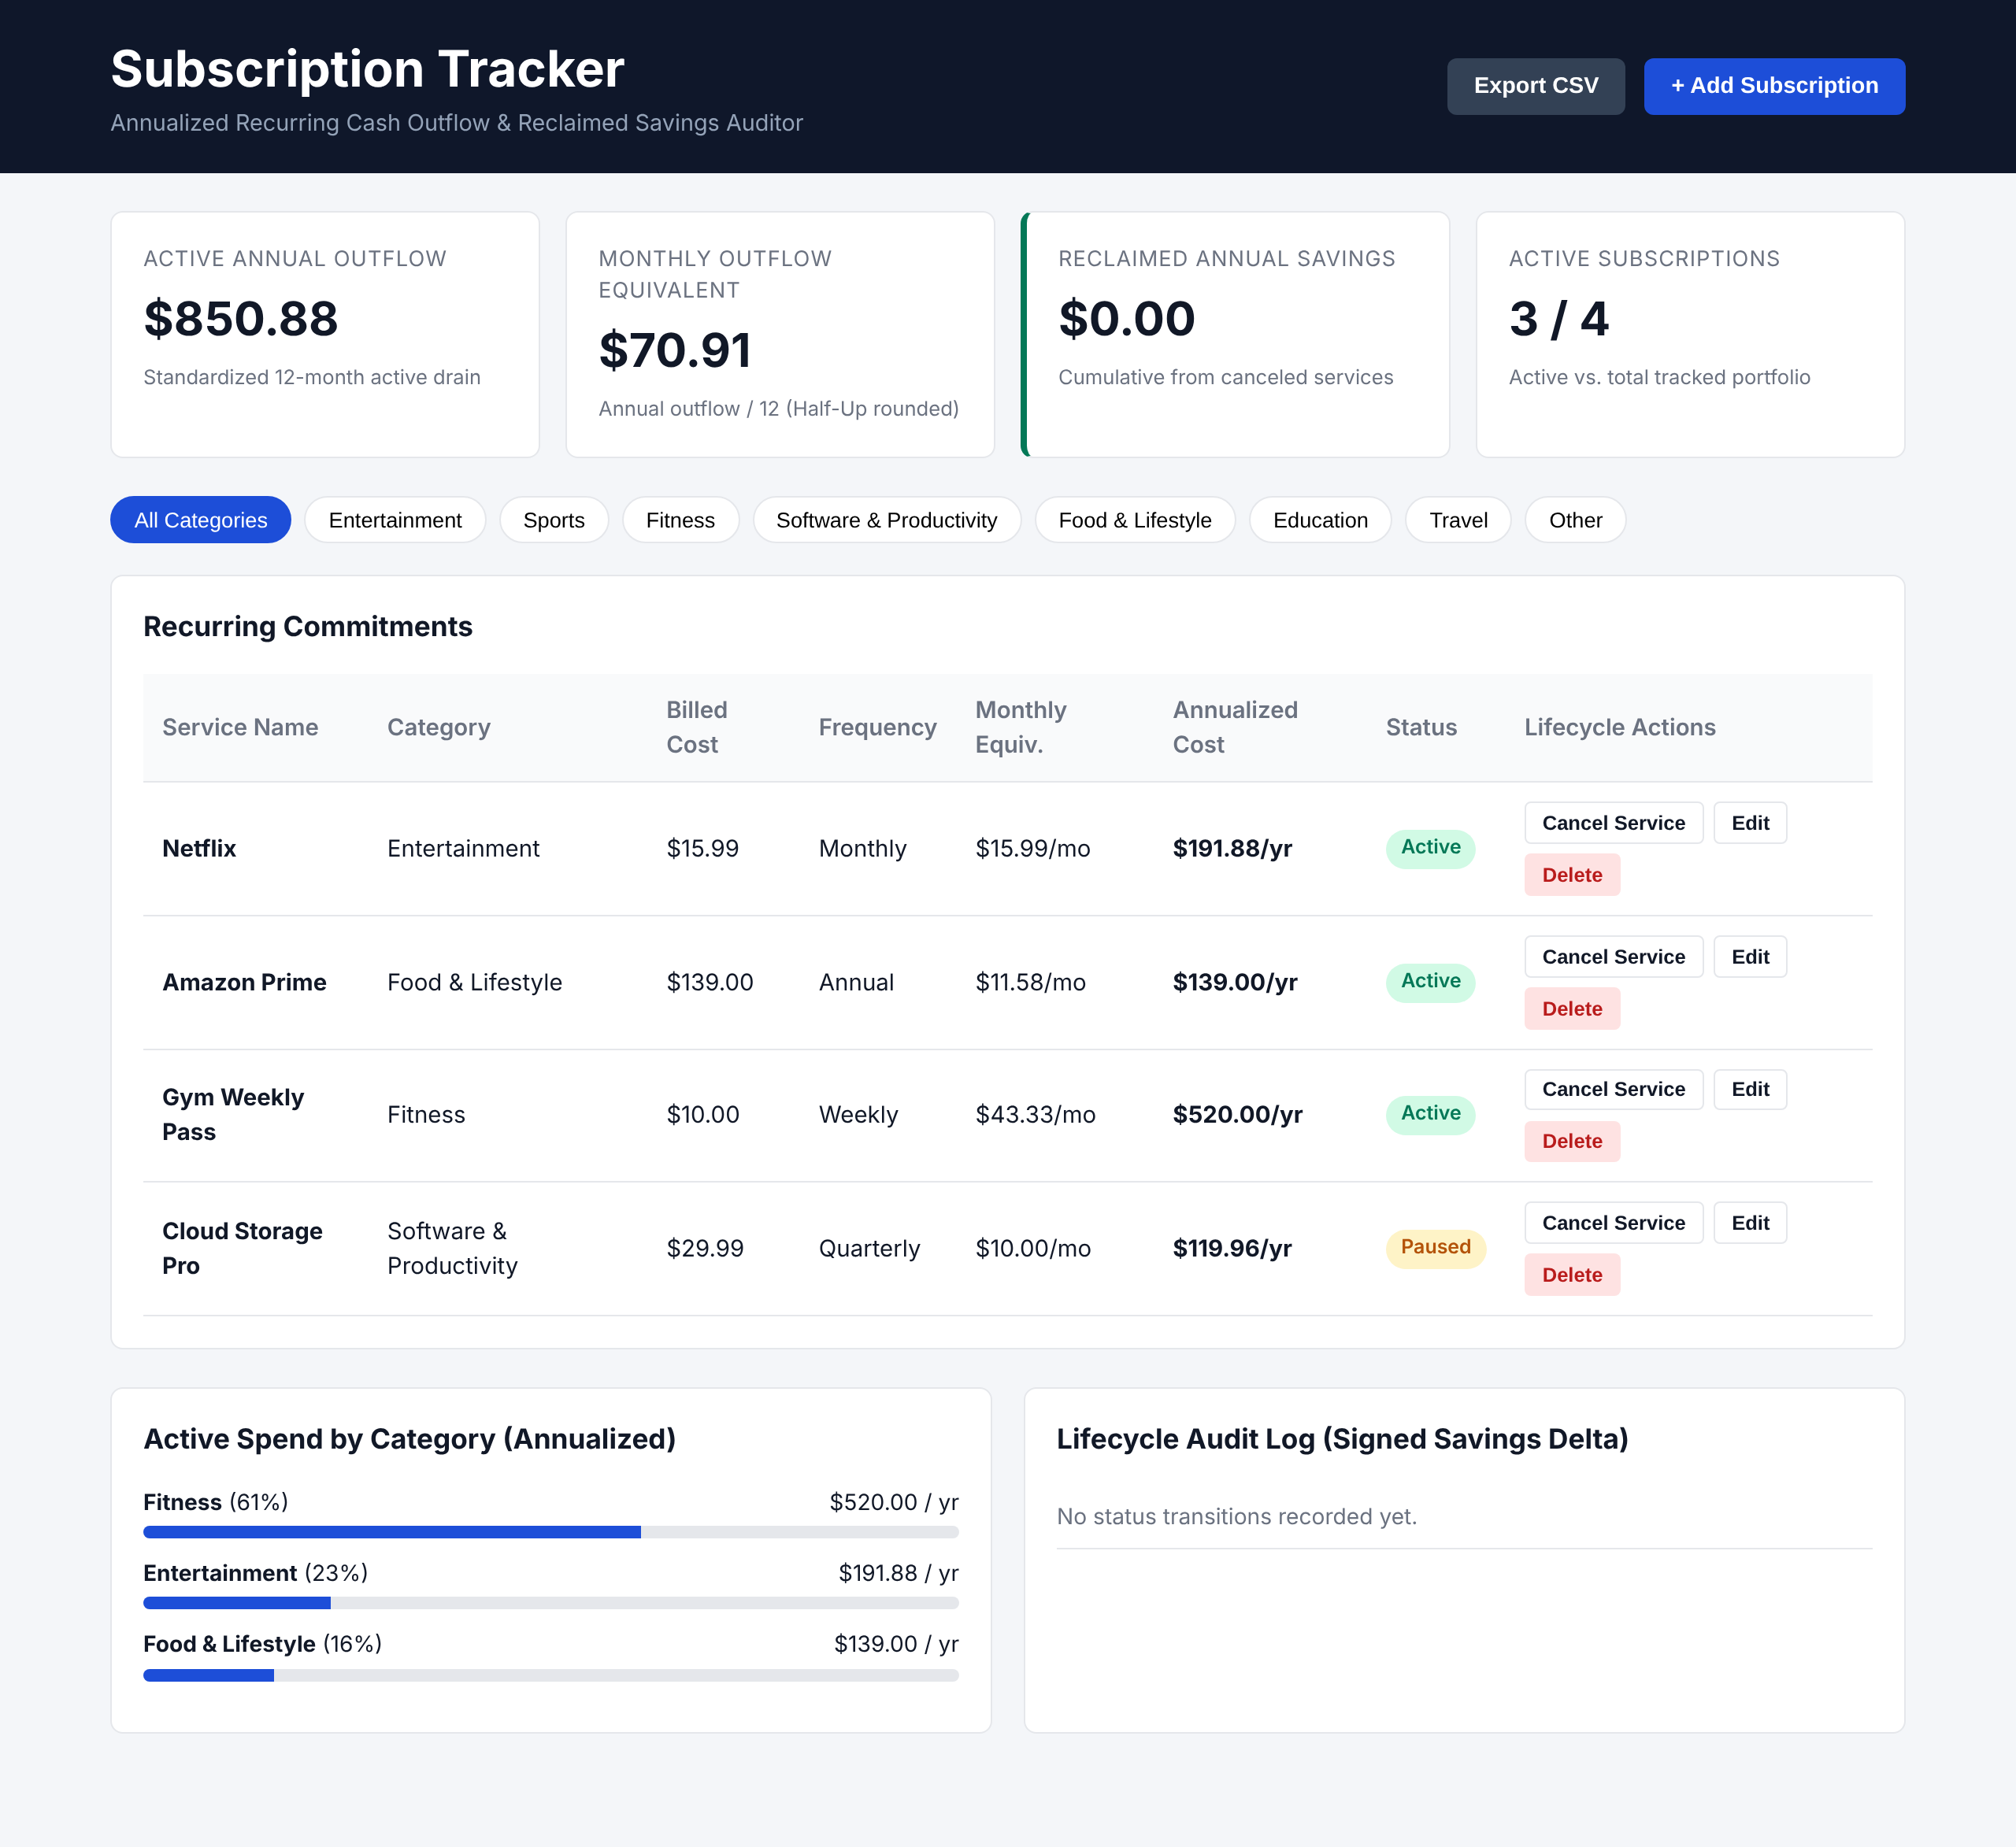 Subscription Tracker
Annualized Recurring Cash Outflow & Reclaimed Savings Auditor
Export CSV
+ Add Subscription
ACTIVE ANNUAL OUTFLOW
$850.88
Standardized 12-month active drain
MONTHLY OUTFLOW
EQUIVALENT
$70.91
Annual outflow / 12 (Half-Up rounded)
RECLAIMED ANNUAL SAVINGS
$0.00
Cumulative from canceled services
ACTIVE SUBSCRIPTIONS
3 / 4
Active vs. total tracked portfolio
All Categories
Entertainment
Sports
Fitness
Software & Productivity
Food & Lifestyle
Education
Travel
Other
Recurring Commitments
Service Name
Category
Billed
Cost
Frequency
Monthly
Equiv.
Annualized
Cost
Status
Lifecycle Actions
Netflix
Entertainment
$15.99
Monthly
$15.99/mo
$191.88/yr
Active
Cancel Service
Edit
Delete
Amazon Prime
Food & Lifestyle
$139.00
Annual
$11.58/mo
$139.00/yr
Active
Cancel Service
Edit
Delete
Gym Weekly
Pass
Fitness
$10.00
Weekly
$43.33/mo
$520.00/yr
Active
Cancel Service
Edit
Delete
Cloud Storage
Pro
Software &
Productivity
$29.99
Quarterly
$10.00/mo
$119.96/yr
Paused
Cancel Service
Edit
Delete
Active Spend by Category (Annualized)
Fitness (61%)
$520.00 / yr
Entertainment (23%)
$191.88 / yr
Food & Lifestyle (16%)
$139.00 / yr
Lifecycle Audit Log (Signed Savings Delta)
No status transitions recorded yet.